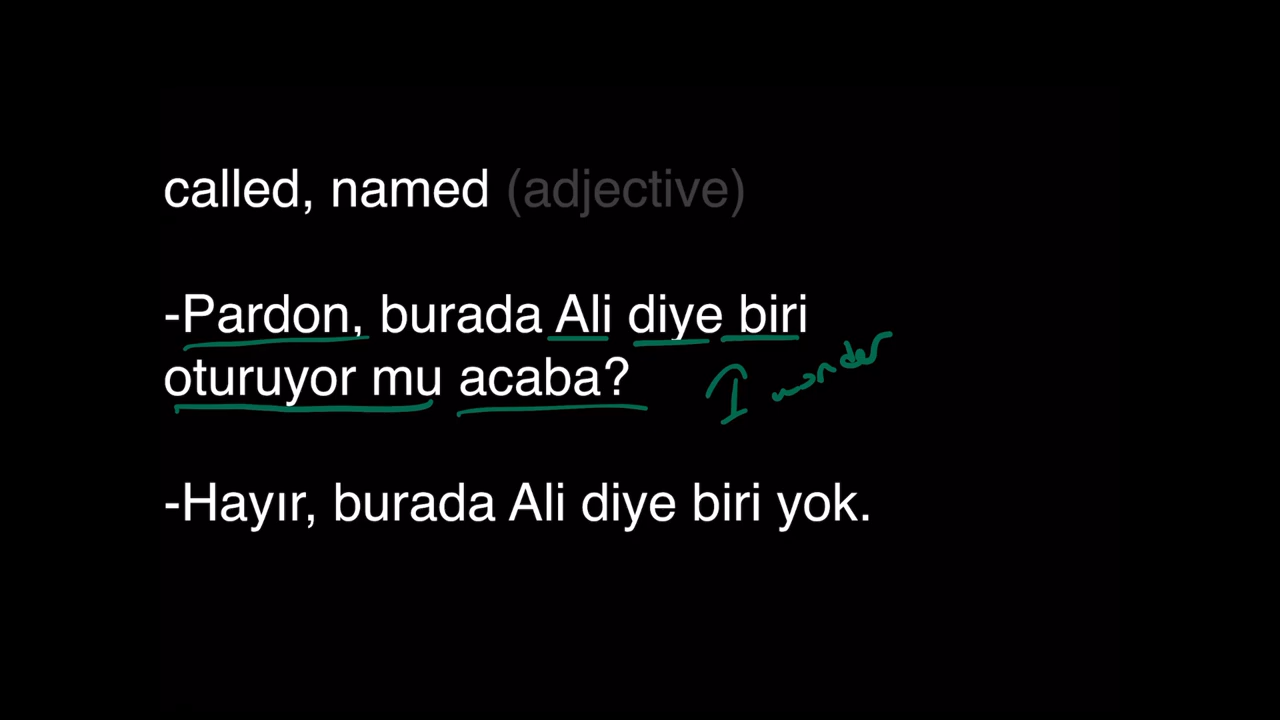 called, named (adjective)
-Pardon, burada Ali diye biri
oturuyor mu acaba?
I wonder
-Hayır, burada Ali diye biri yok.